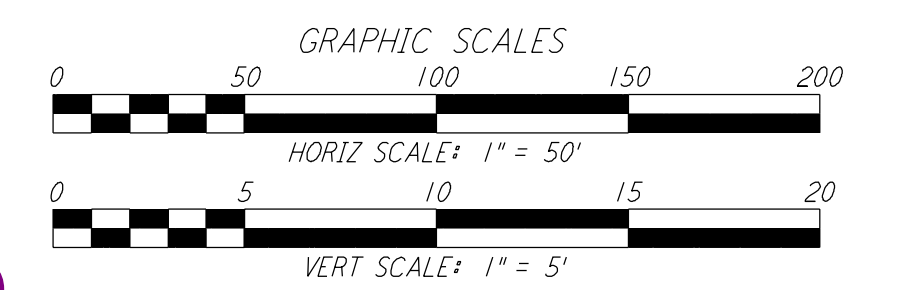 GRAPHIC SCALES
0 50 100 150 200
HORIZ SCALE: 1" = 50'
0 5 10 15 20
VERT SCALE: 1" = 5'